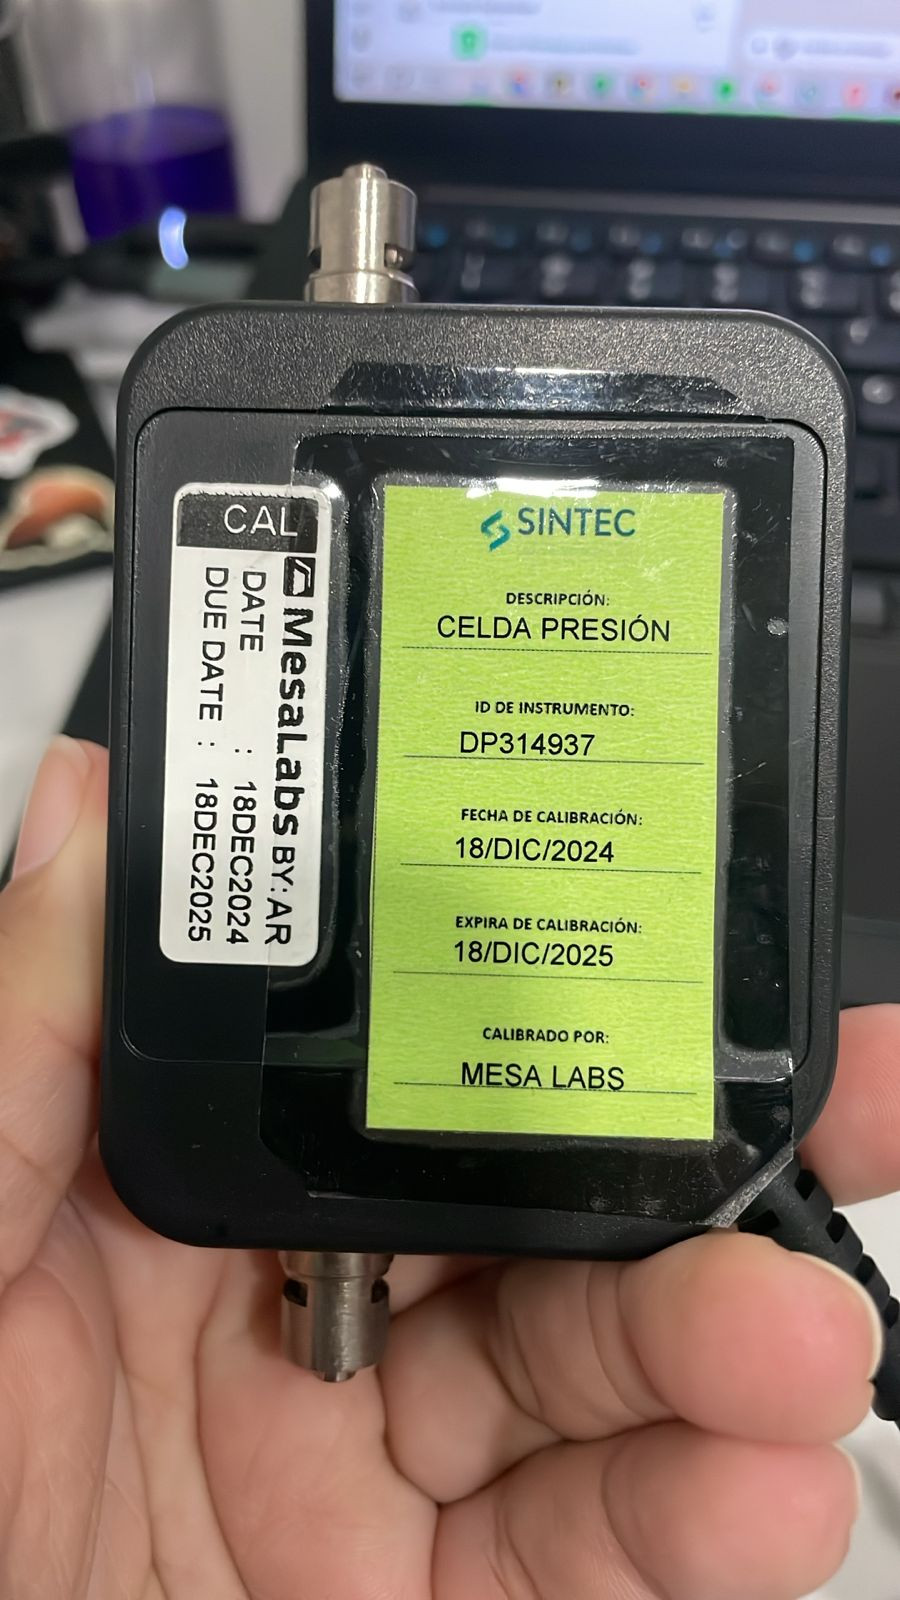 CAL
MesaLabs BY: AR
DATE : 18DEC2024
DUE DATE : 18DEC2025
SINTEC
DESCRIPCIÓN:
CELDA PRESIÓN
ID DE INSTRUMENTO:
DP314937
FECHA DE CALIBRACIÓN:
18/DIC/2024
EXPIRA DE CALIBRACIÓN:
18/DIC/2025
CALIBRADO POR:
MESA LABS